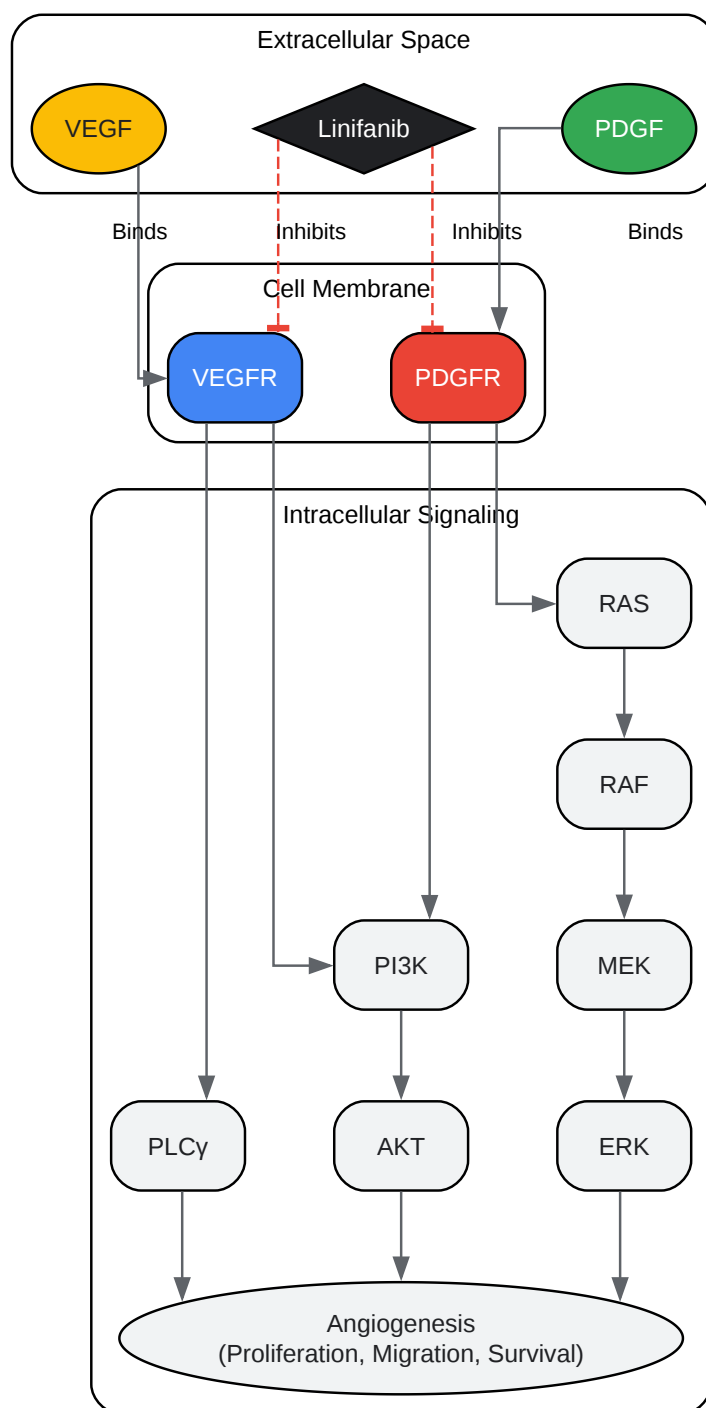 Extracellular Space
VEGF
Linifanib
PDGF
Binds
Inhibits
Inhibits
Binds
Cell Membrane
VEGFR
PDGFR
Intracellular Signaling
RAS
RAF
PI3K
MEK
PLCγ
AKT
ERK
Angiogenesis
(Proliferation, Migration, Survival)